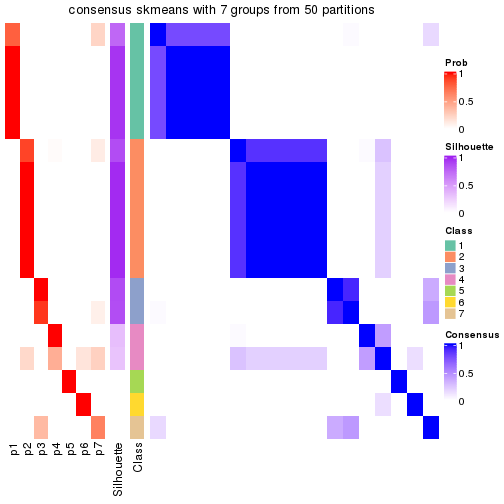 consensus skmeans with 7 groups from 50 partitions
Prob
1
0.5
0
Silhouette
1
0.5
0
Class
1
2
3
4
5
6
7
Consensus
1
0.5
0
p1
p2
p3
p4
p5
p6
p7
Silhouette
Class